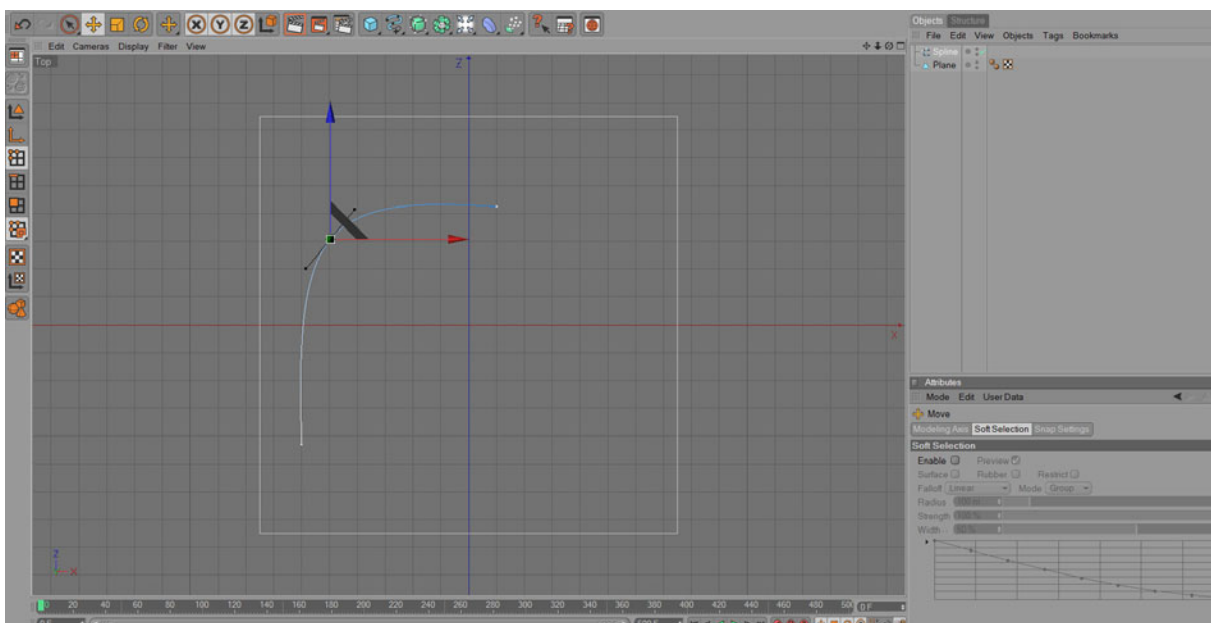 Objects Structure
File Edit View Objects Tags Bookmarks
Edit Cameras Display Filter View
Top
Z
Spline
Plane
X
Attributes
Mode Edit User Data
Move
Modeling Axis Soft Selection Snap Settings
Soft Selection
Enable Preview
Surface Rubber Restrict
Falloff Linear Mode Group
Radius 100 m
Strength 100 %
Width
Z
X
0 20 40 60 80 100 120 140 160 180 200 220 240 260 280 300 320 340 360 380 400 420 440 460 480 500 0 F